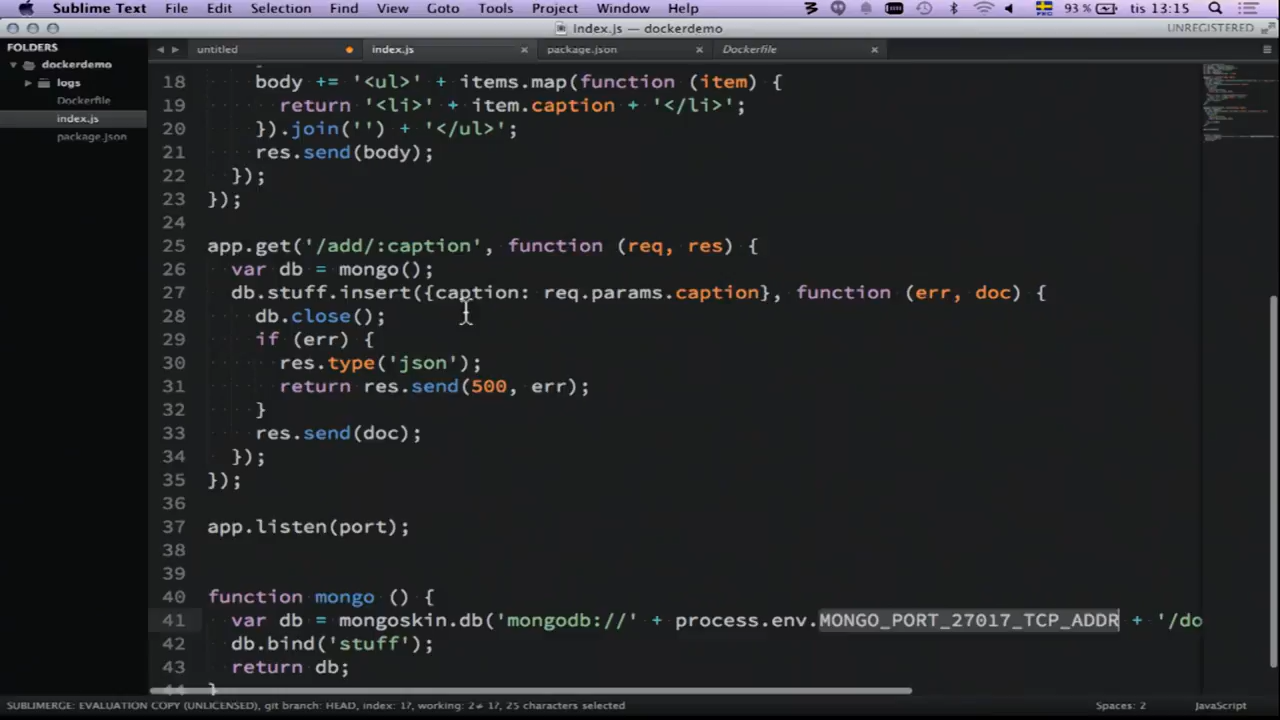 Sublime Text File Edit Selection Find View Goto Tools Project Window Help 93 % tis 13:15
index.js — dockerdemo UNREGISTERED
FOLDERS
dockerdemo
logs
Dockerfile
index.js
package.json
untitled index.js package.json Dockerfile
18 body += '<ul>' + items.map(function (item) {
19 return '<li>' + item.caption + '</li>';
20 }).join('') + '</ul>';
21 res.send(body);
22 });
23 });
24
25 app.get('/add/:caption', function (req, res) {
26 var db = mongo();
27 db.stuff.insert({caption: req.params.caption}, function (err, doc) {
28 db.close();
29 if (err) {
30 res.type('json');
31 return res.send(500, err);
32 }
33 res.send(doc);
34 });
35 });
36
37 app.listen(port);
38
39
40 function mongo () {
41 var db = mongoskin.db('mongodb://' + process.env.MONGO_PORT_27017_TCP_ADDR + '/do
42 db.bind('stuff');
43 return db;
44 }
SUBLIMERGE: EVALUATION COPY (UNLICENSED), git branch: HEAD, index: 17, working: 2≠ 17, 25 characters selected Spaces: 2 JavaScript